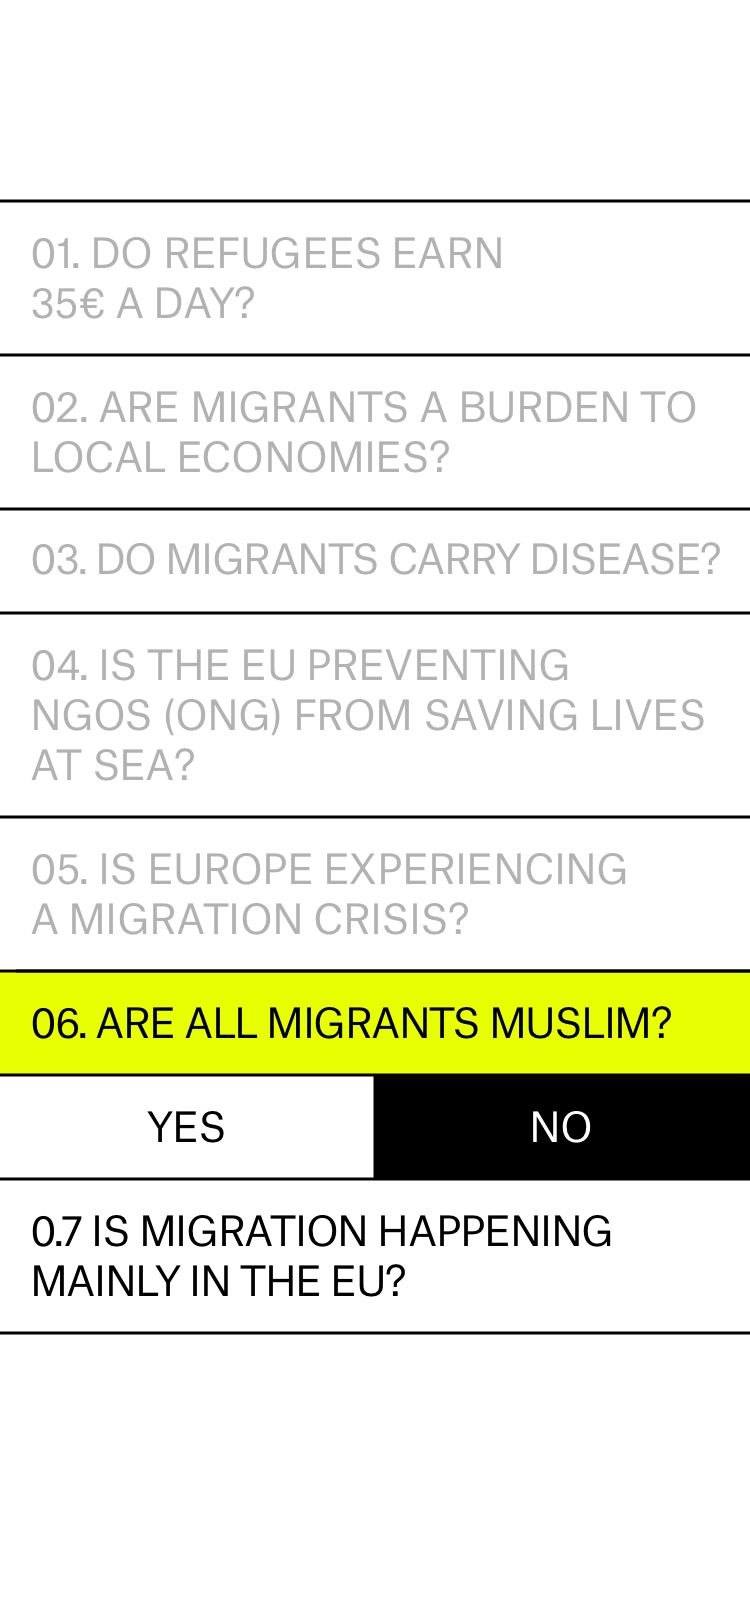 01. DO REFUGEES EARN
35€ A DAY?
02. ARE MIGRANTS A BURDEN TO
LOCAL ECONOMIES?
03. DO MIGRANTS CARRY DISEASE?
04. IS THE EU PREVENTING
NGOS (ONG) FROM SAVING LIVES
AT SEA?
05. IS EUROPE EXPERIENCING
A MIGRATION CRISIS?
06. ARE ALL MIGRANTS MUSLIM?
YES NO
0.7 IS MIGRATION HAPPENING
MAINLY IN THE EU?